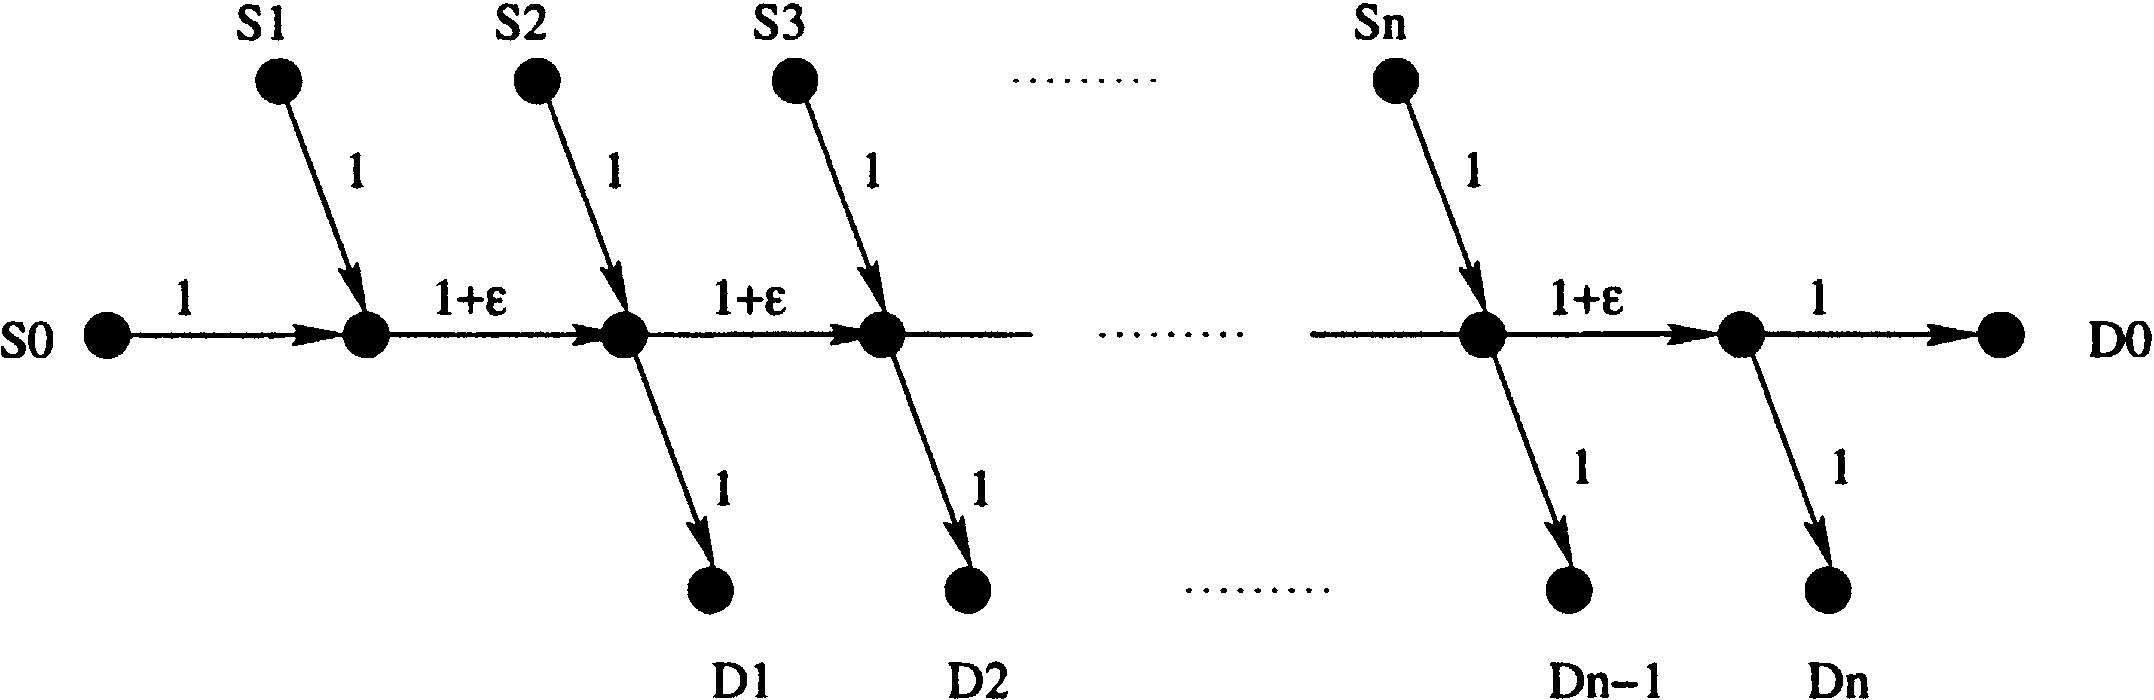 S1 S2 S3 Sn
1 1 1 1
S0 1 1+ε 1+ε 1+ε 1 D0
1 1 1 1
D1 D2 Dn-1 Dn